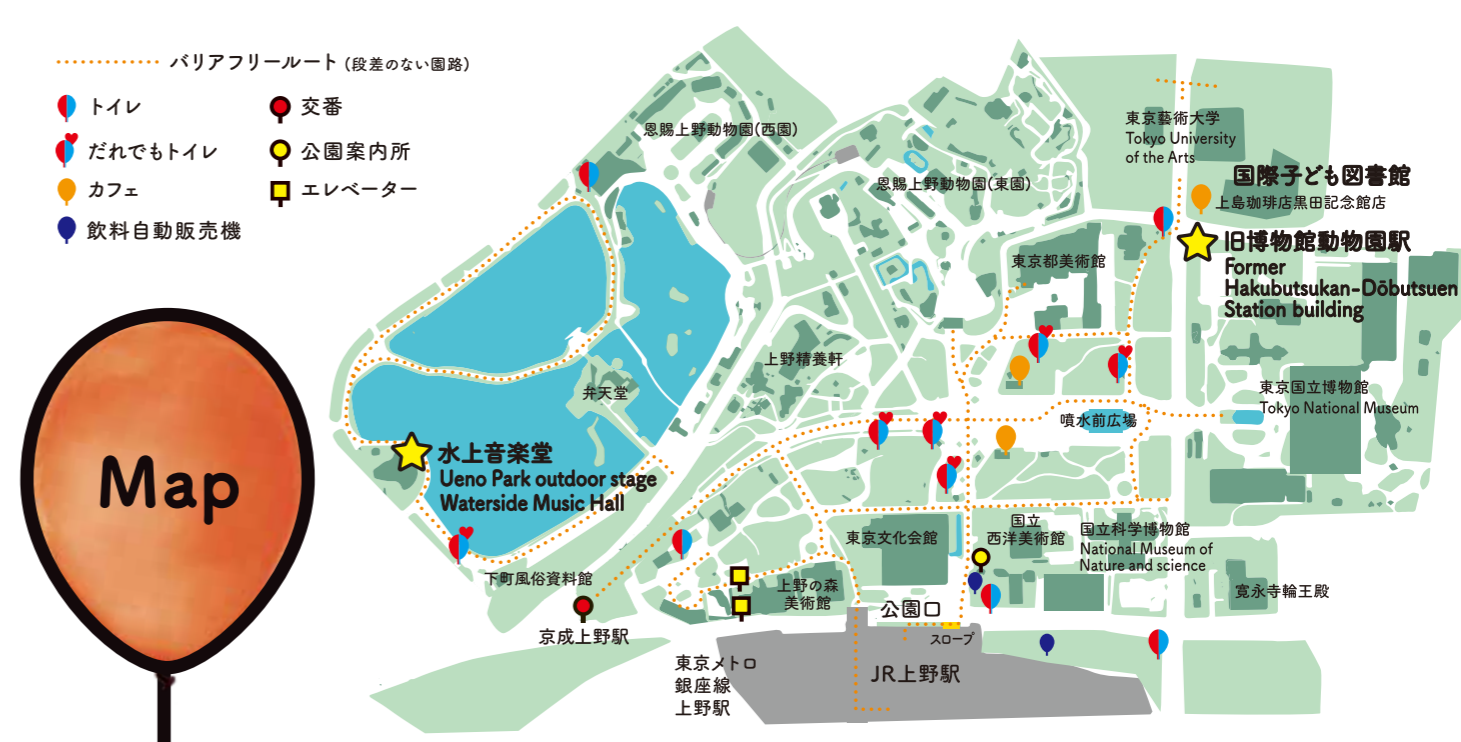 バリアフリールート (段差のない園路)
トイレ
交番
だれでもトイレ
公園案内所
カフェ
エレベーター
飲料自動販売機
Map
恩賜上野動物園(西園)
恩賜上野動物園(東園)
東京藝術大学
Tokyo University
of the Arts
国際子ども図書館
上島珈琲店黒田記念館店
旧博物館動物園駅
Former
Hakubutsukan-Dōbutsuen
Station building
東京都美術館
上野精養軒
弁天堂
東京国立博物館
Tokyo National Museum
噴水前広場
水上音楽堂
Ueno Park outdoor stage
Waterside Music Hall
東京文化会館
国立
西洋美術館
国立科学博物館
National Museum of
Nature and science
下町風俗資料館
上野の森
美術館
寛永寺輪王殿
公園口
スロープ
京成上野駅
東京メトロ
銀座線
上野駅
JR上野駅